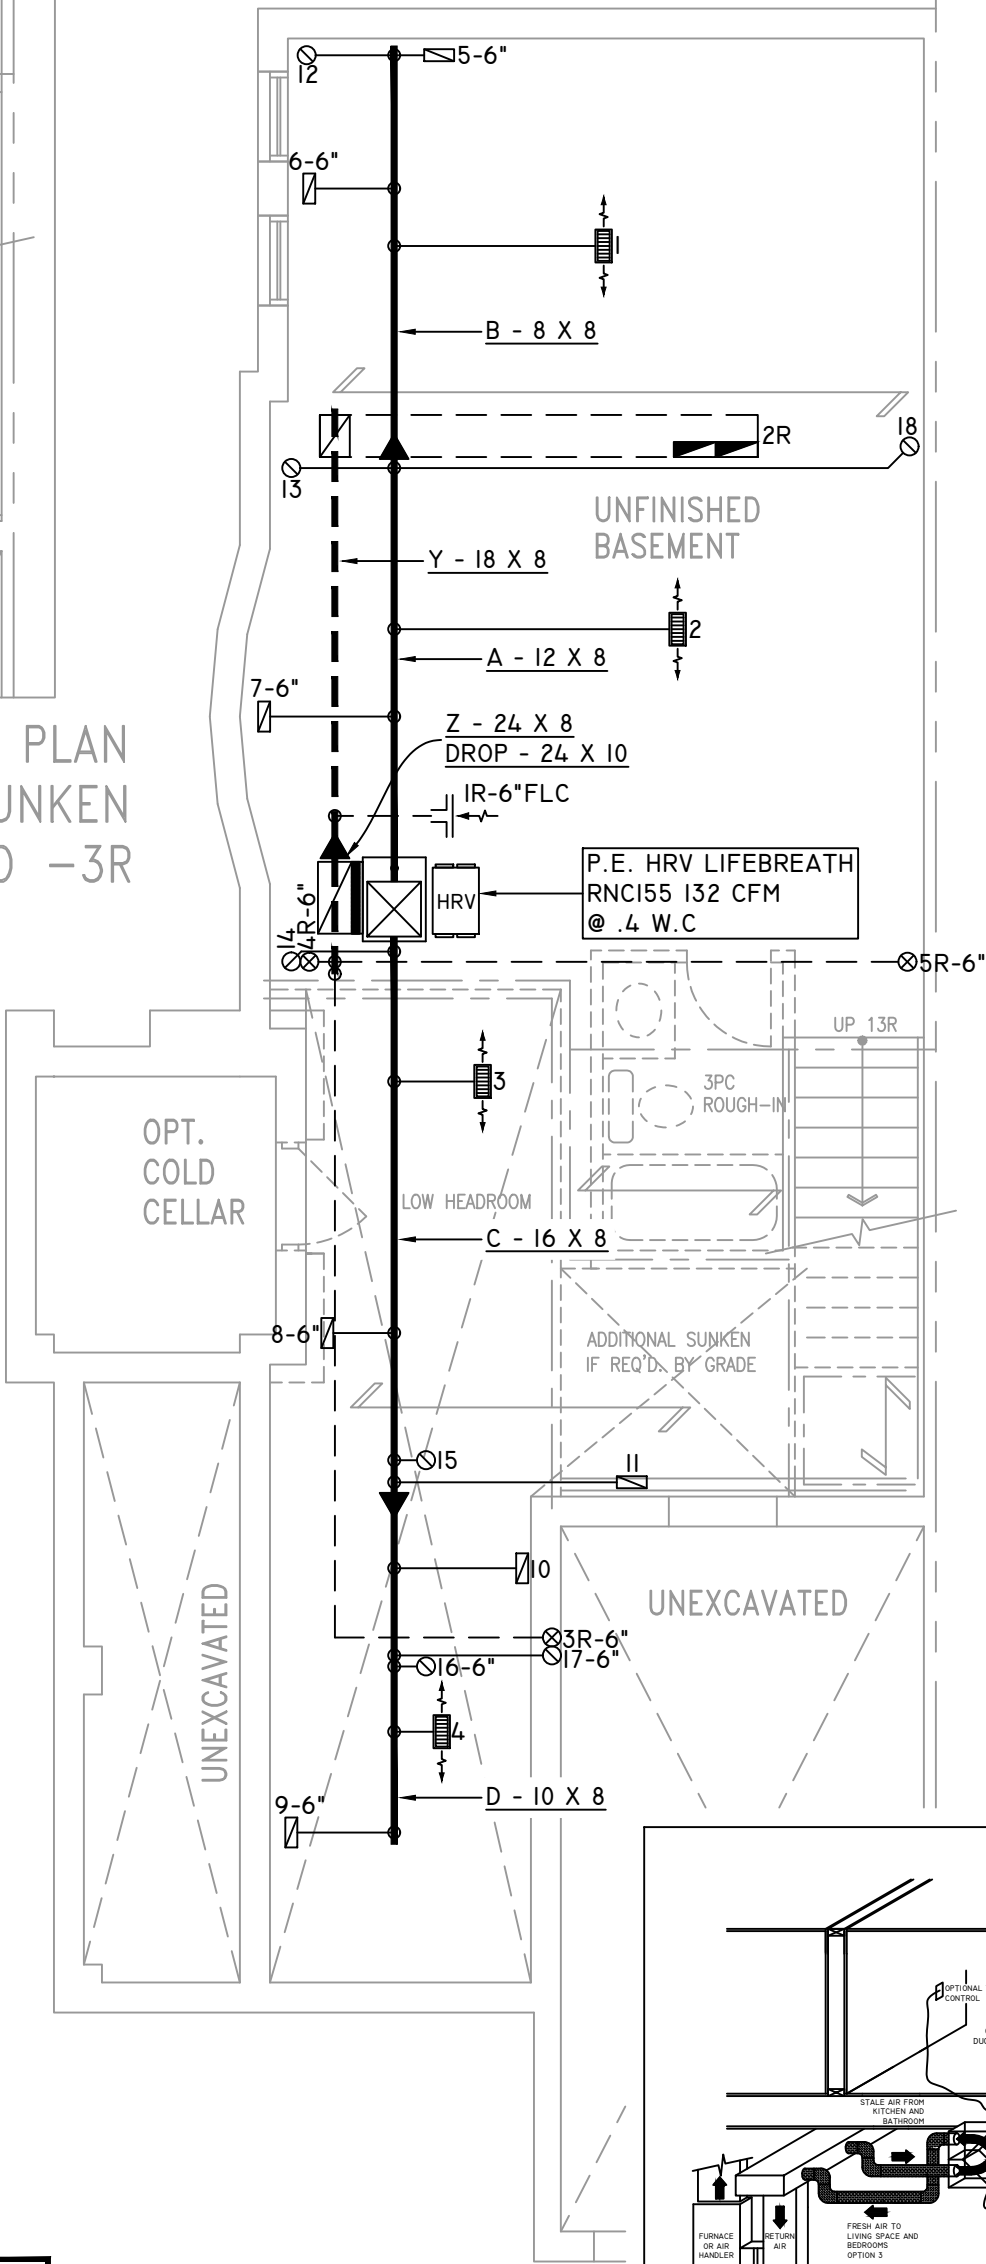 12
5-6"
6-6"
1
B - 8 X 8
18
2R
13
UNFINISHED
BASEMENT
Y - 18 X 8
2
A - 12 X 8
7-6"
PLAN
UNKEN
-3R
Z - 24 X 8
DROP - 24 X 10
1R-6"FLC
P.E. HRV LIFEBREATH
RNC155 132 CFM
@ .4 W.C
HRV
14
4R-6"
5R-6"
UP 13R
3
3PC
ROUGH-IN
OPT.
COLD
CELLAR
LOW HEADROOM
C - 16 X 8
8-6"
ADDITIONAL SUNKEN
IF REQ'D. BY GRADE
15
11
10
UNEXCAVATED
UNEXCAVATED
3R-6"
17-6"
16-6"
4
D - 10 X 8
9-6"
OPTIONAL
CONTROL
STALE AIR FROM
KITCHEN AND
BATHROOM
FURNACE
OR AIR
HANDLER
RETURN
AIR
FRESH AIR TO
LIVING SPACE AND
BEDROOMS
OPTION 3